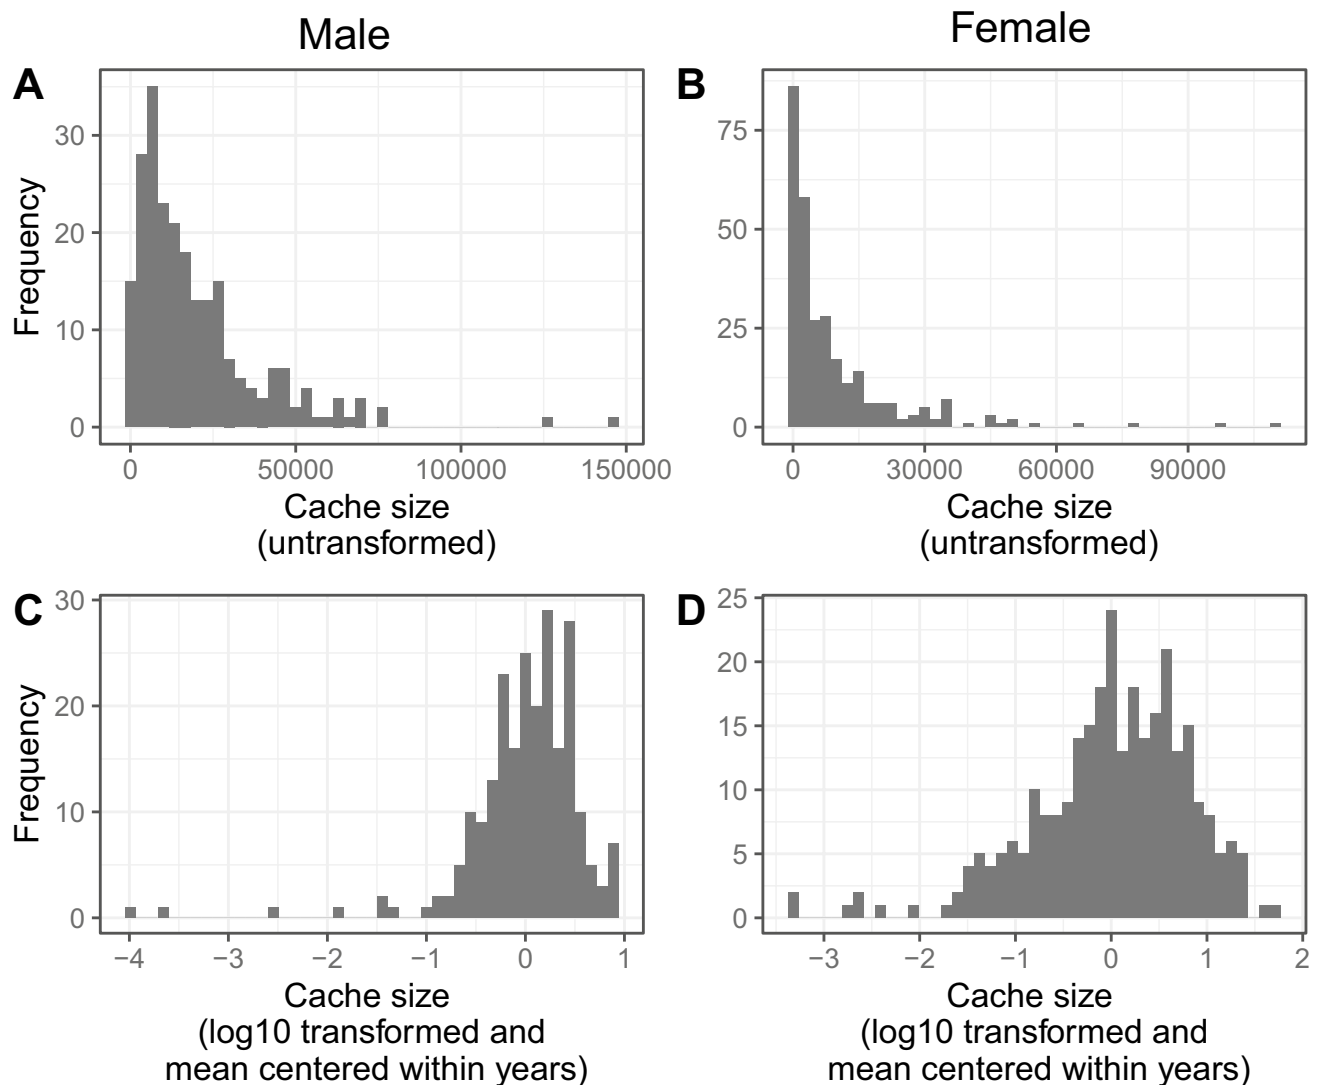 Male
Female
A
B
Frequency
30
20
10
0
75
50
25
0
0 50000 100000 150000
0 30000 60000 90000
Cache size
(untransformed)
Cache size
(untransformed)
C
D
Frequency
30
20
10
0
25
20
15
10
5
0
−4 −3 −2 −1 0 1
−3 −2 −1 0 1 2
Cache size
(log10 transformed and
mean centered within years)
Cache size
(log10 transformed and
mean centered within years)